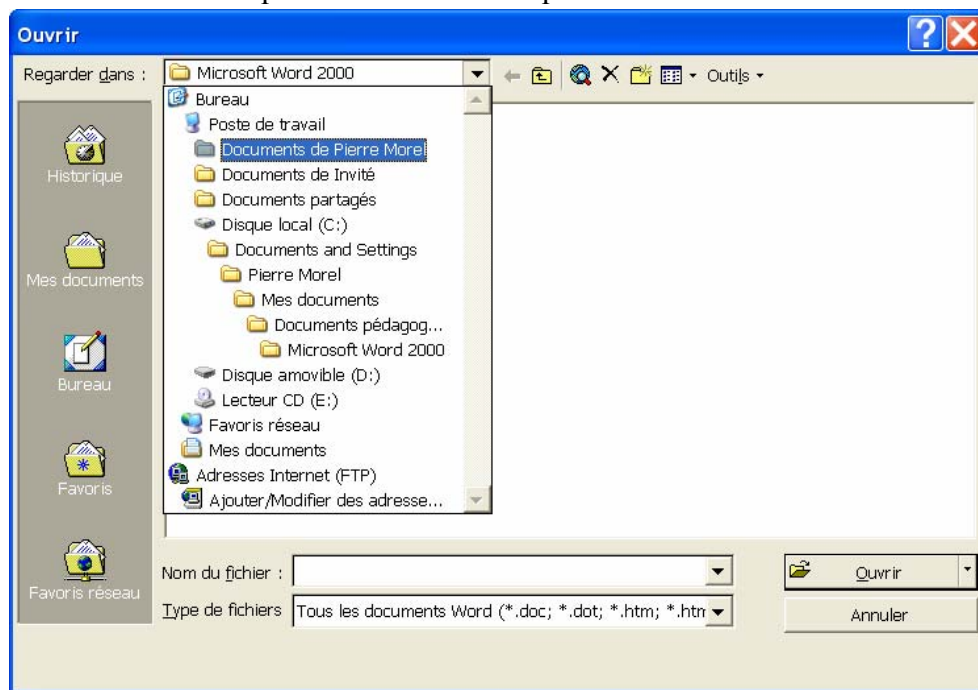 Ouvrir
Regarder dans : Microsoft Word 2000 Outils
Bureau
Poste de travail
Documents de Pierre Morel
Documents de Invité
Documents partagés
Disque local (C:)
Documents and Settings
Pierre Morel
Mes documents
Documents pédagog...
Microsoft Word 2000
Disque amovible (D:)
Lecteur CD (E:)
Favoris réseau
Mes documents
Adresses Internet (FTP)
Ajouter/Modifier des adresse...
Historique
Mes documents
Bureau
Favoris
Favoris réseau
Nom du fichier :
Ouvrir
Type de fichiers Tous les documents Word (*.doc; *.dot; *.htm; *.htm
Annuler